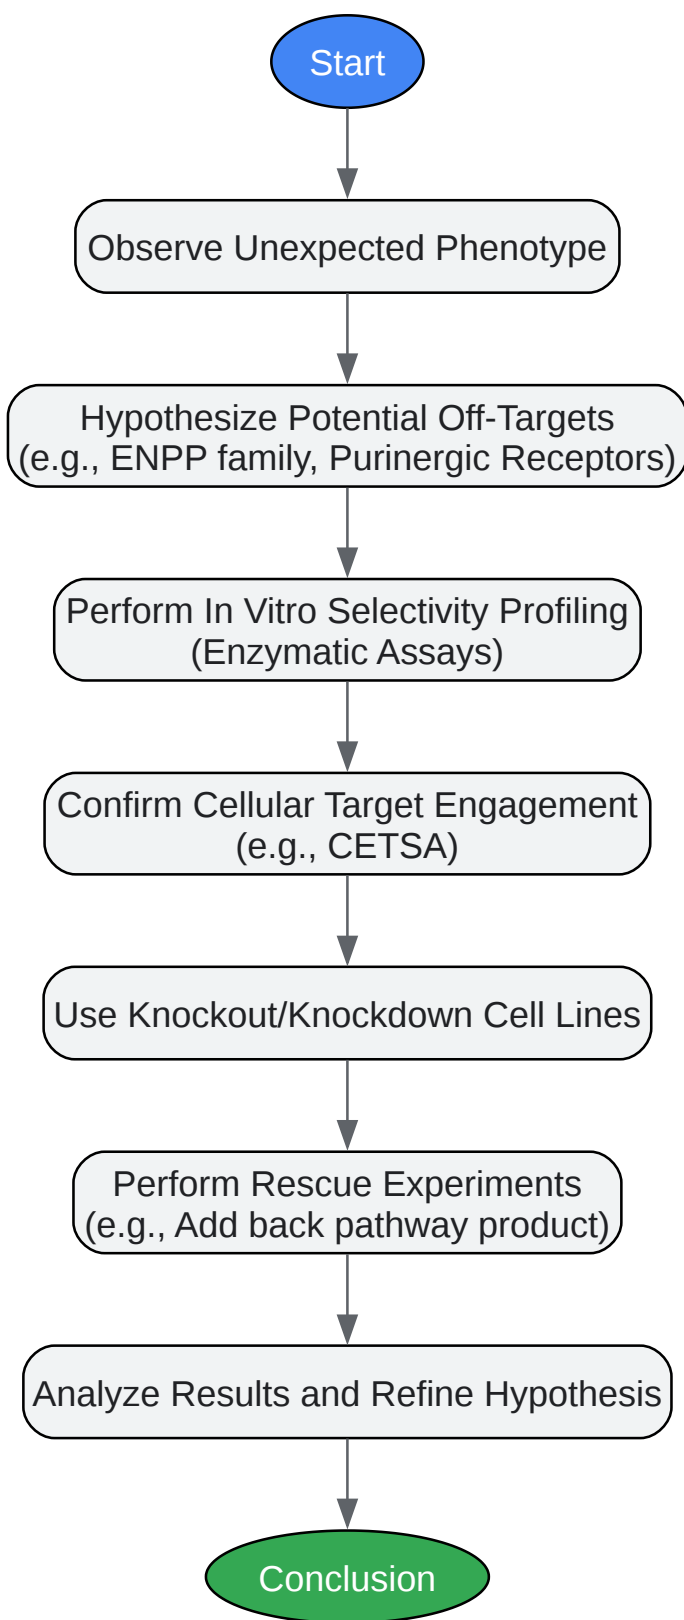 Start
Observe Unexpected Phenotype
Hypothesize Potential Off-Targets
(e.g., ENPP family, Purinergic Receptors)
Perform In Vitro Selectivity Profiling
(Enzymatic Assays)
Confirm Cellular Target Engagement
(e.g., CETSA)
Use Knockout/Knockdown Cell Lines
Perform Rescue Experiments
(e.g., Add back pathway product)
Analyze Results and Refine Hypothesis
Conclusion